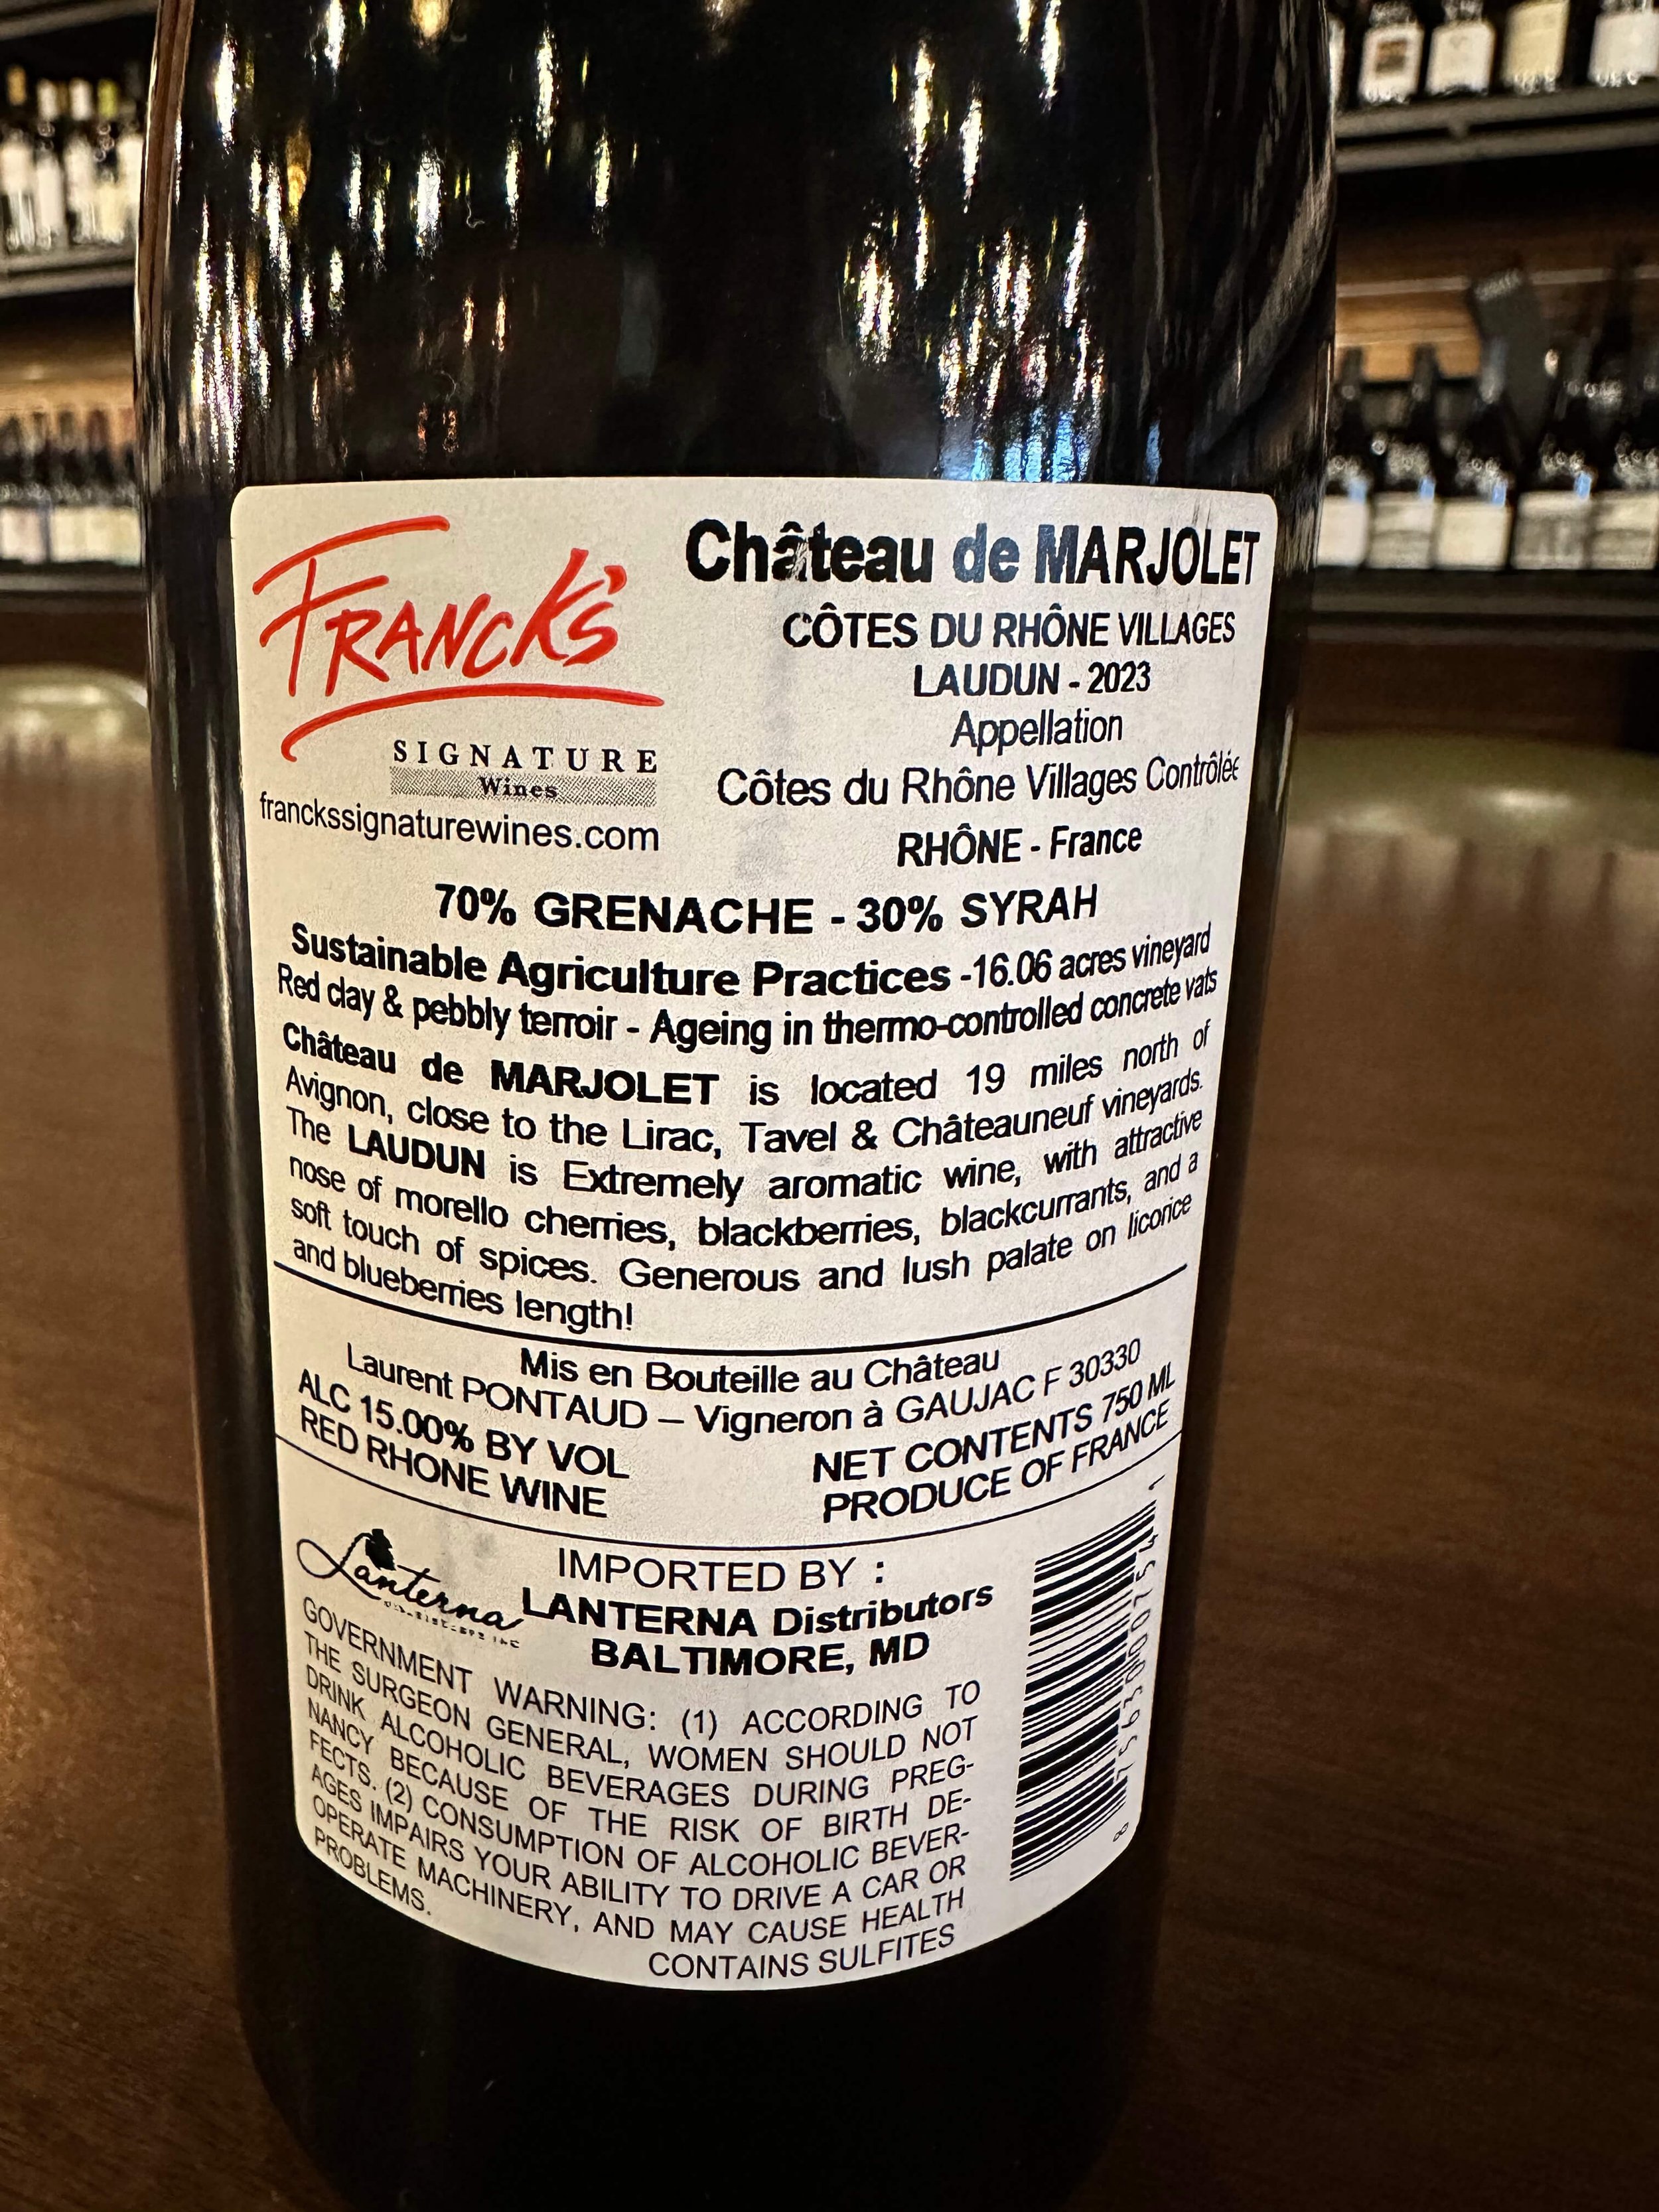 FRANCK'S
SIGNATURE
Wines
franckssignaturewines.com
Château de MARJOLET
CÔTES DU RHÔNE VILLAGES
LAUDUN - 2023
Appellation
Côtes du Rhône Villages Contrôlée
RHÔNE - France
70% GRENACHE - 30% SYRAH
Sustainable Agriculture Practices -16.06 acres vineyard
Red clay & pebbly terroir - Ageing in thermo-controlled concrete vats
Château de MARJOLET is located 19 miles north of
Avignon, close to the Lirac, Tavel & Châteauneuf vineyards.
The LAUDUN is Extremely aromatic wine, with attractive
nose of morello cherries, blackberries, blackcurrants, and a
soft touch of spices. Generous and lush palate on licorice
and blueberries length!
Mis en Bouteille au Château
Laurent PONTAUD – Vigneron à GAUJAC F 30330
ALC 15.00% BY VOL
NET CONTENTS 750 ML
RED RHONE WINE
PRODUCE OF FRANCE
Lanterna
IMPORTED BY :
LANTERNA Distributors
BALTIMORE, MD
GOVERNMENT WARNING: (1) ACCORDING TO
THE SURGEON GENERAL, WOMEN SHOULD NOT
DRINK ALCOHOLIC BEVERAGES DURING PREG-
NANCY BECAUSE OF THE RISK OF BIRTH DE-
FECTS. (2) CONSUMPTION OF ALCOHOLIC BEVER-
AGES IMPAIRS YOUR ABILITY TO DRIVE A CAR OR
OPERATE MACHINERY, AND MAY CAUSE HEALTH
PROBLEMS.
CONTAINS SULFITES